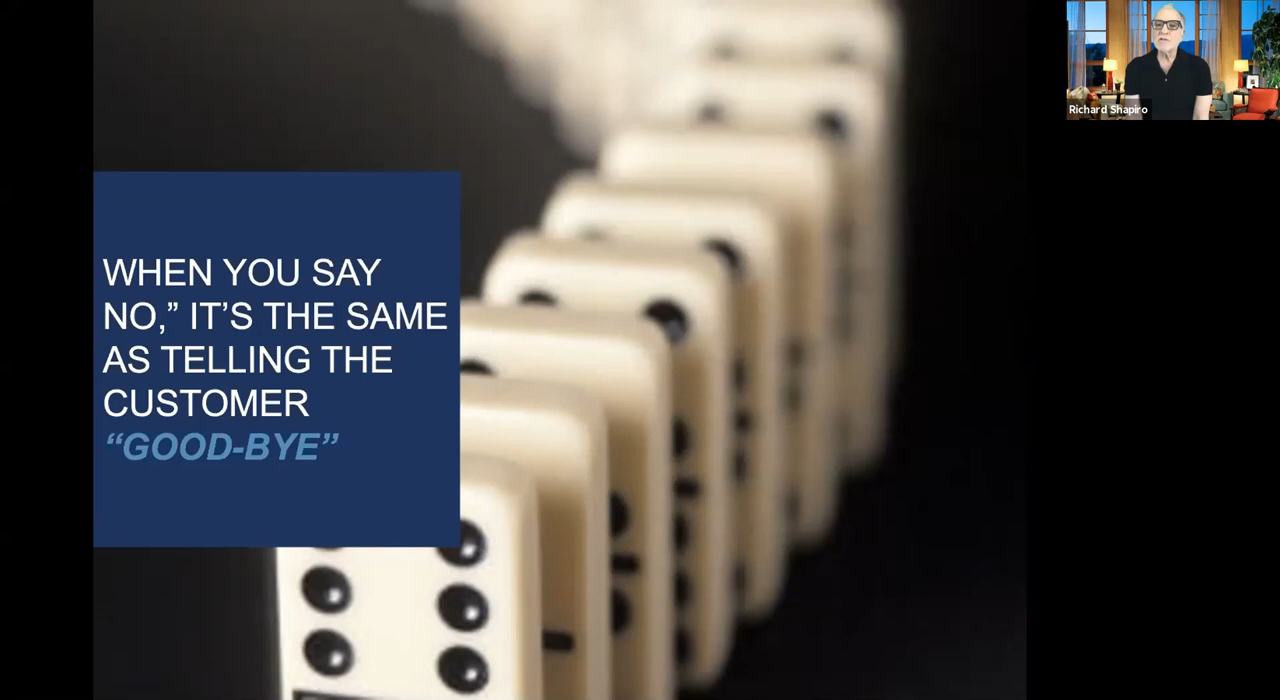 WHEN YOU SAY
NO,” IT’S THE SAME
AS TELLING THE
CUSTOMER
“GOOD-BYE”
Richard Shapiro